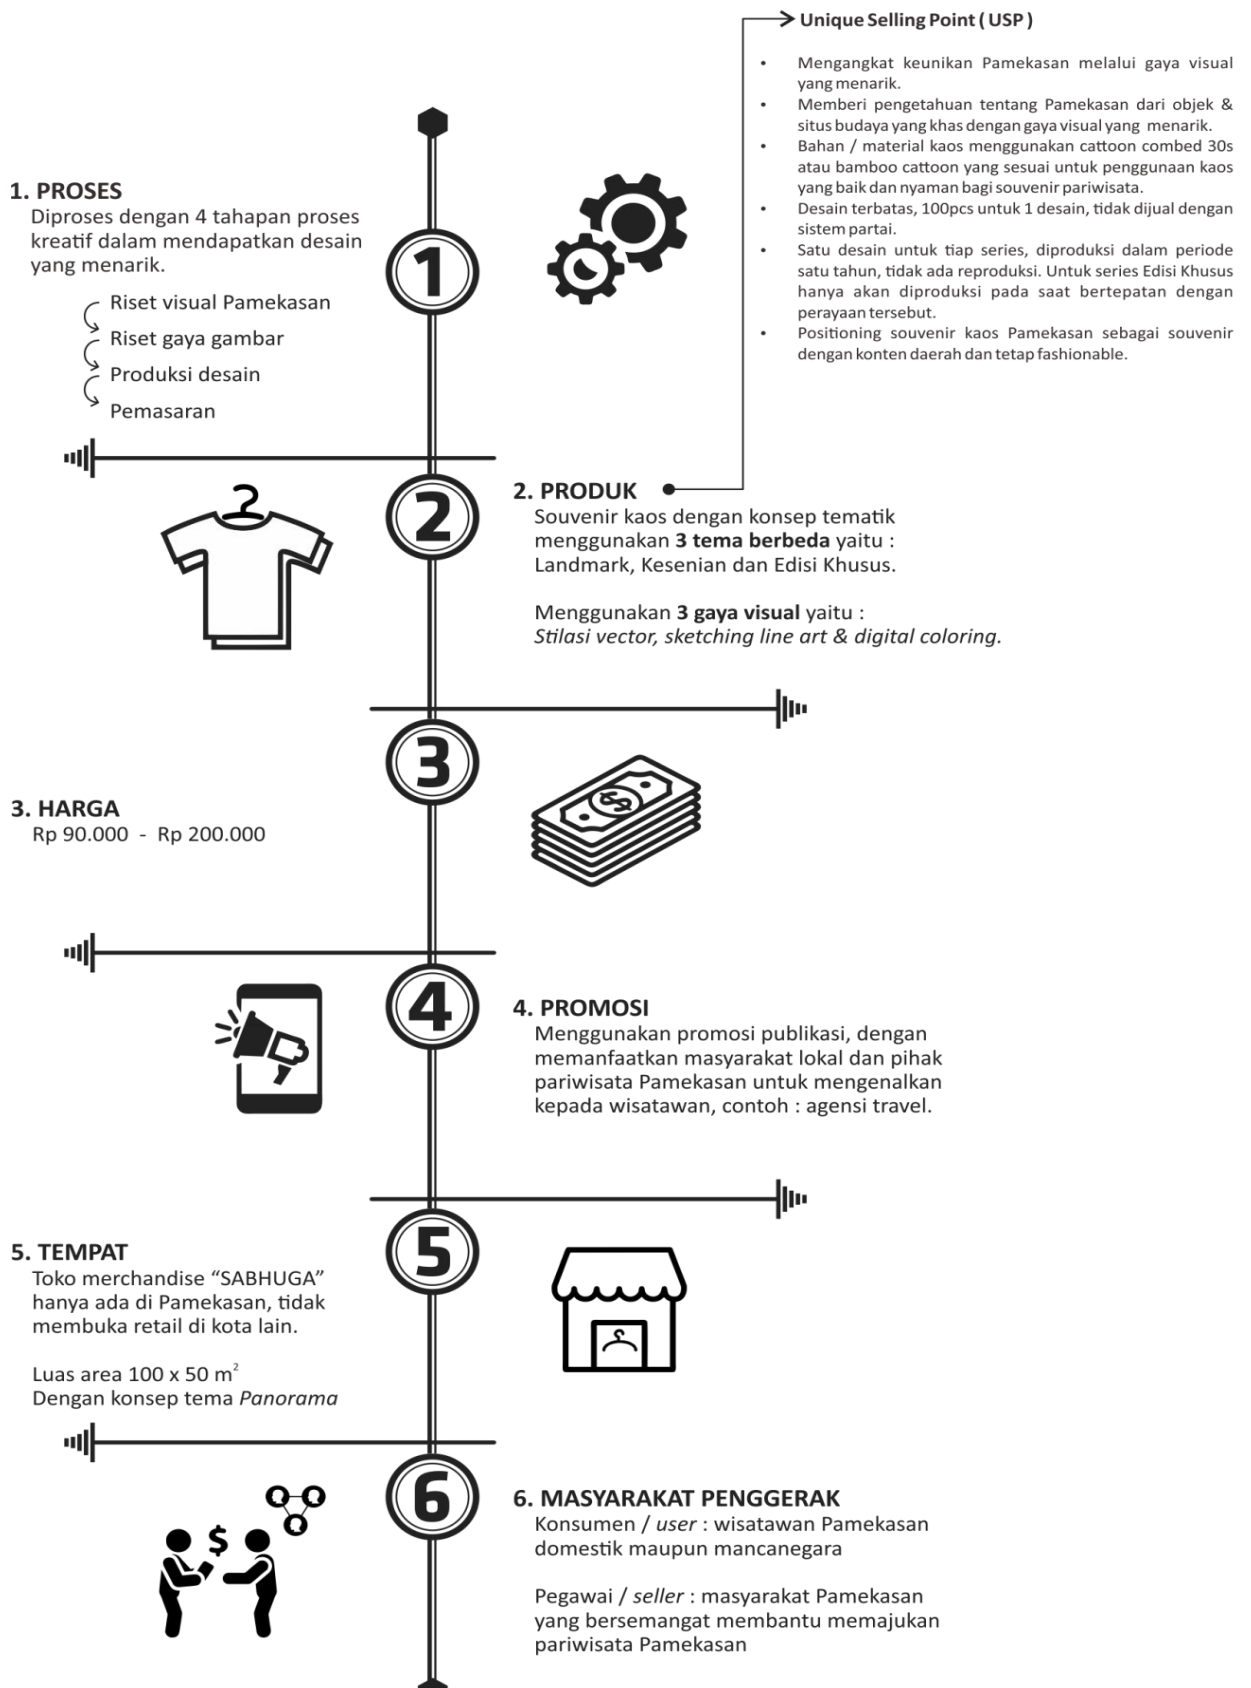 Unique Selling Point ( USP )
• Mengangkat keunikan Pamekasan melalui gaya visual
yang menarik.
• Memberi pengetahuan tentang Pamekasan dari objek &
situs budaya yang khas dengan gaya visual yang menarik.
• Bahan / material kaos menggunakan cattoon combed 30s
atau bamboo cattoon yang sesuai untuk penggunaan kaos
yang baik dan nyaman bagi souvenir pariwisata.
• Desain terbatas, 100pcs untuk 1 desain, tidak dijual dengan
sistem partai.
• Satu desain untuk tiap series, diproduksi dalam periode
satu tahun, tidak ada reproduksi. Untuk series Edisi Khusus
hanya akan diproduksi pada saat bertepatan dengan
perayaan tersebut.
• Positioning souvenir kaos Pamekasan sebagai souvenir
dengan konten daerah dan tetap fashionable.
1. PROSES
Diproses dengan 4 tahapan proses
kreatif dalam mendapatkan desain
yang menarik.
Riset visual Pamekasan
Riset gaya gambar
Produksi desain
Pemasaran
1
2
2. PRODUK
Souvenir kaos dengan konsep tematik
menggunakan 3 tema berbeda yaitu :
Landmark, Kesenian dan Edisi Khusus.
Menggunakan 3 gaya visual yaitu :
Stilasi vector, sketching line art & digital coloring.
3
$
3. HARGA
Rp 90.000 - Rp 200.000
4
4. PROMOSI
Menggunakan promosi publikasi, dengan
memanfaatkan masyarakat lokal dan pihak
pariwisata Pamekasan untuk mengenalkan
kepada wisatawan, contoh : agensi travel.
5
5. TEMPAT
Toko merchandise “SABHUGA”
hanya ada di Pamekasan, tidak
membuka retail di kota lain.
Luas area 100 x 50 m²
Dengan konsep tema Panorama
6
$
6. MASYARAKAT PENGGERAK
Konsumen / user : wisatawan Pamekasan
domestik maupun mancanegara
Pegawai / seller : masyarakat Pamekasan
yang bersemangat membantu memajukan
pariwisata Pamekasan